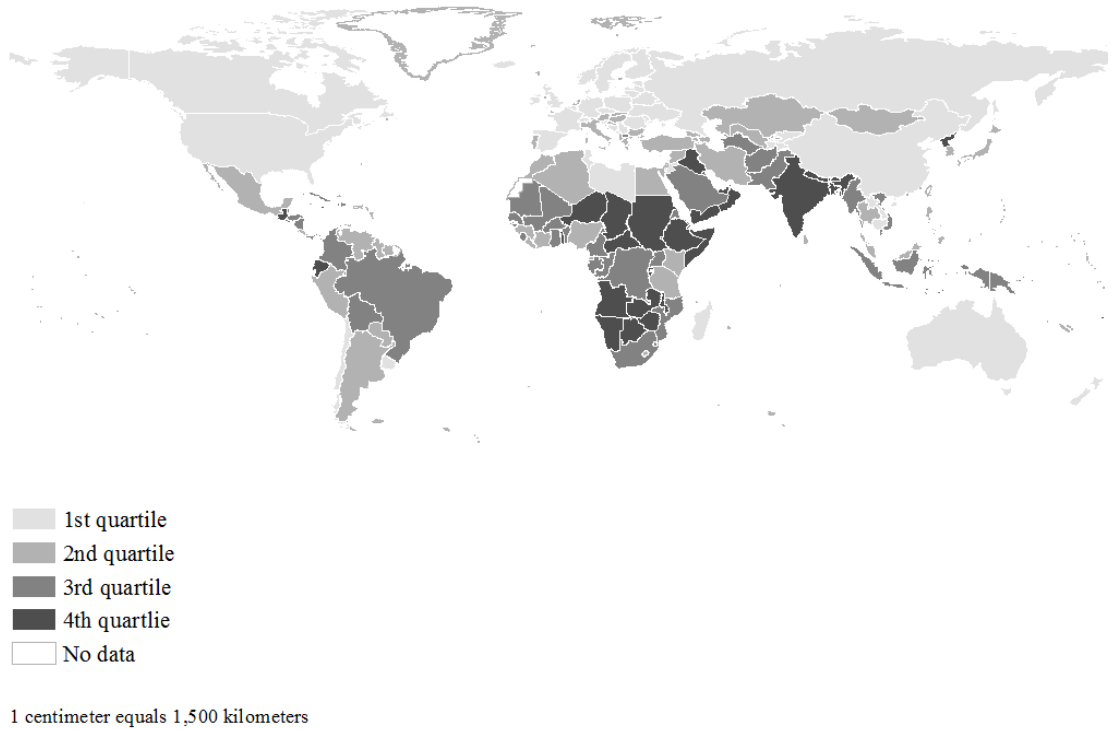 1st quartile
2nd quartile
3rd quartile
4th quartlie
No data
1 centimeter equals 1,500 kilometers